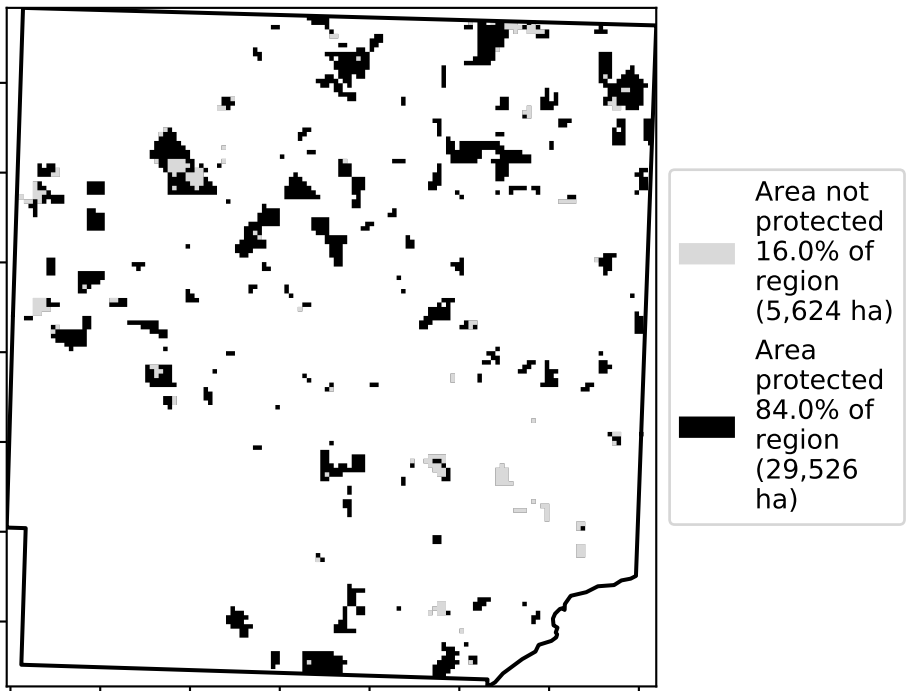 Area not
protected
16.0% of
region
(5,624 ha)
Area
protected
84.0% of
region
(29,526
ha)